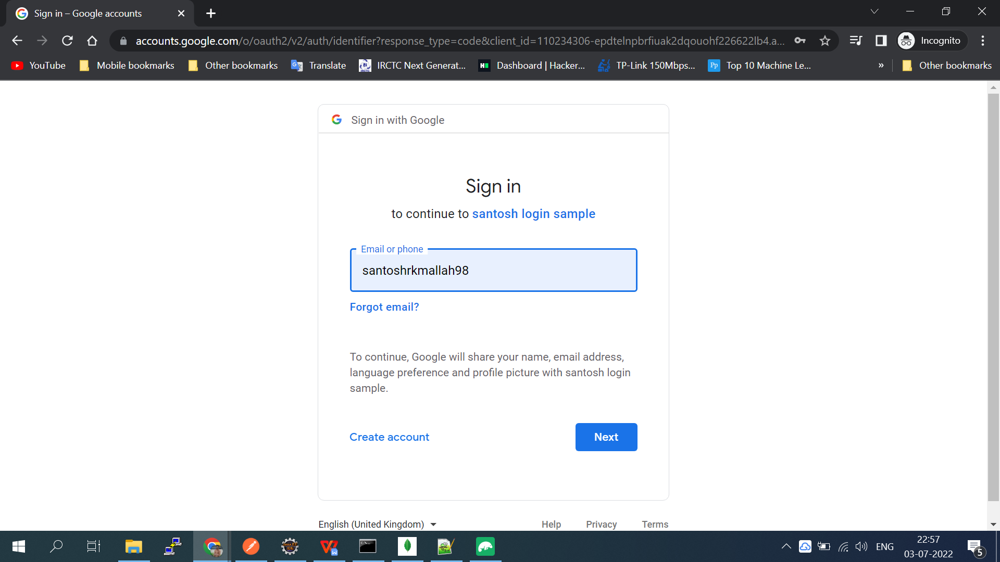 Sign in – Google accounts
accounts.google.com/o/oauth2/v2/auth/identifier?response_type=code&client_id=110234306-epdtelnpbrfiuak2dqouohf226622lb4.a...
Incognito
YouTube
Mobile bookmarks
Other bookmarks
Translate
IRCTC Next Generat...
Dashboard | Hacker...
TP-Link 150Mbps...
Top 10 Machine Le...
»
Other bookmarks
Sign in with Google
Sign in
to continue to santosh login sample
Email or phone
santoshrkmallah98
Forgot email?
To continue, Google will share your name, email address,
language preference and profile picture with santosh login
sample.
Create account
Next
English (United Kingdom)
Help
Privacy
Terms
ENG
22:57
03-07-2022
5